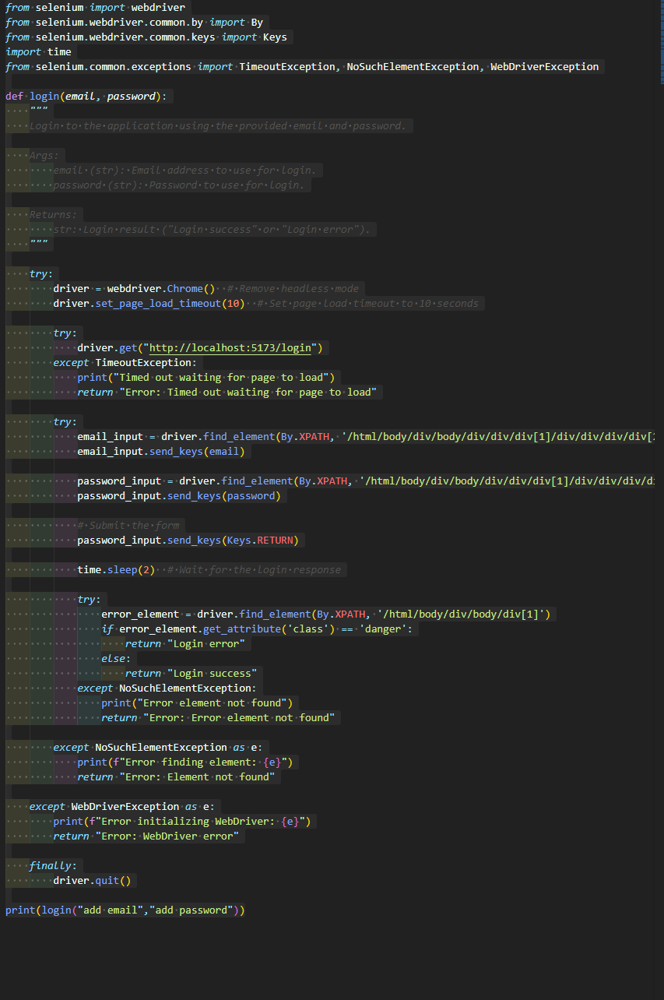 from selenium import webdriver
from selenium.webdriver.common.by import By
from selenium.webdriver.common.keys import Keys
import time
from selenium.common.exceptions import TimeoutException, NoSuchElementException, WebDriverException

def login(email, password):
    """
    Login to the application using the provided email and password.

    Args:
        email (str): Email address to use for login.
        password (str): Password to use for login.

    Returns:
        str: Login result ("Login success" or "Login error").
    """

    try:
        driver = webdriver.Chrome()  # Remove headless mode
        driver.set_page_load_timeout(10)  # Set page load timeout to 10 seconds

        try:
            driver.get("http://localhost:5173/login")
        except TimeoutException:
            print("Timed out waiting for page to load")
            return "Error: Timed out waiting for page to load"

        try:
            email_input = driver.find_element(By.XPATH, '/html/body/div/body/div/div/div[1]/div/div/div/div[
            email_input.send_keys(email)

            password_input = driver.find_element(By.XPATH, '/html/body/div/body/div/div/div[1]/div/div/div/di
            password_input.send_keys(password)

            # Submit the form
            password_input.send_keys(Keys.RETURN)

            time.sleep(2)  # Wait for the login response

            try:
                error_element = driver.find_element(By.XPATH, '/html/body/div/body/div[1]')
                if error_element.get_attribute('class') == 'danger':
                    return "Login error"
                else:
                    return "Login success"
            except NoSuchElementException:
                print("Error element not found")
                return "Error: Error element not found"

        except NoSuchElementException as e:
            print(f"Error finding element: {e}")
            return "Error: Element not found"

    except WebDriverException as e:
        print(f"Error initializing WebDriver: {e}")
        return "Error: WebDriver error"

    finally:
        driver.quit()

print(login("add email","add password"))